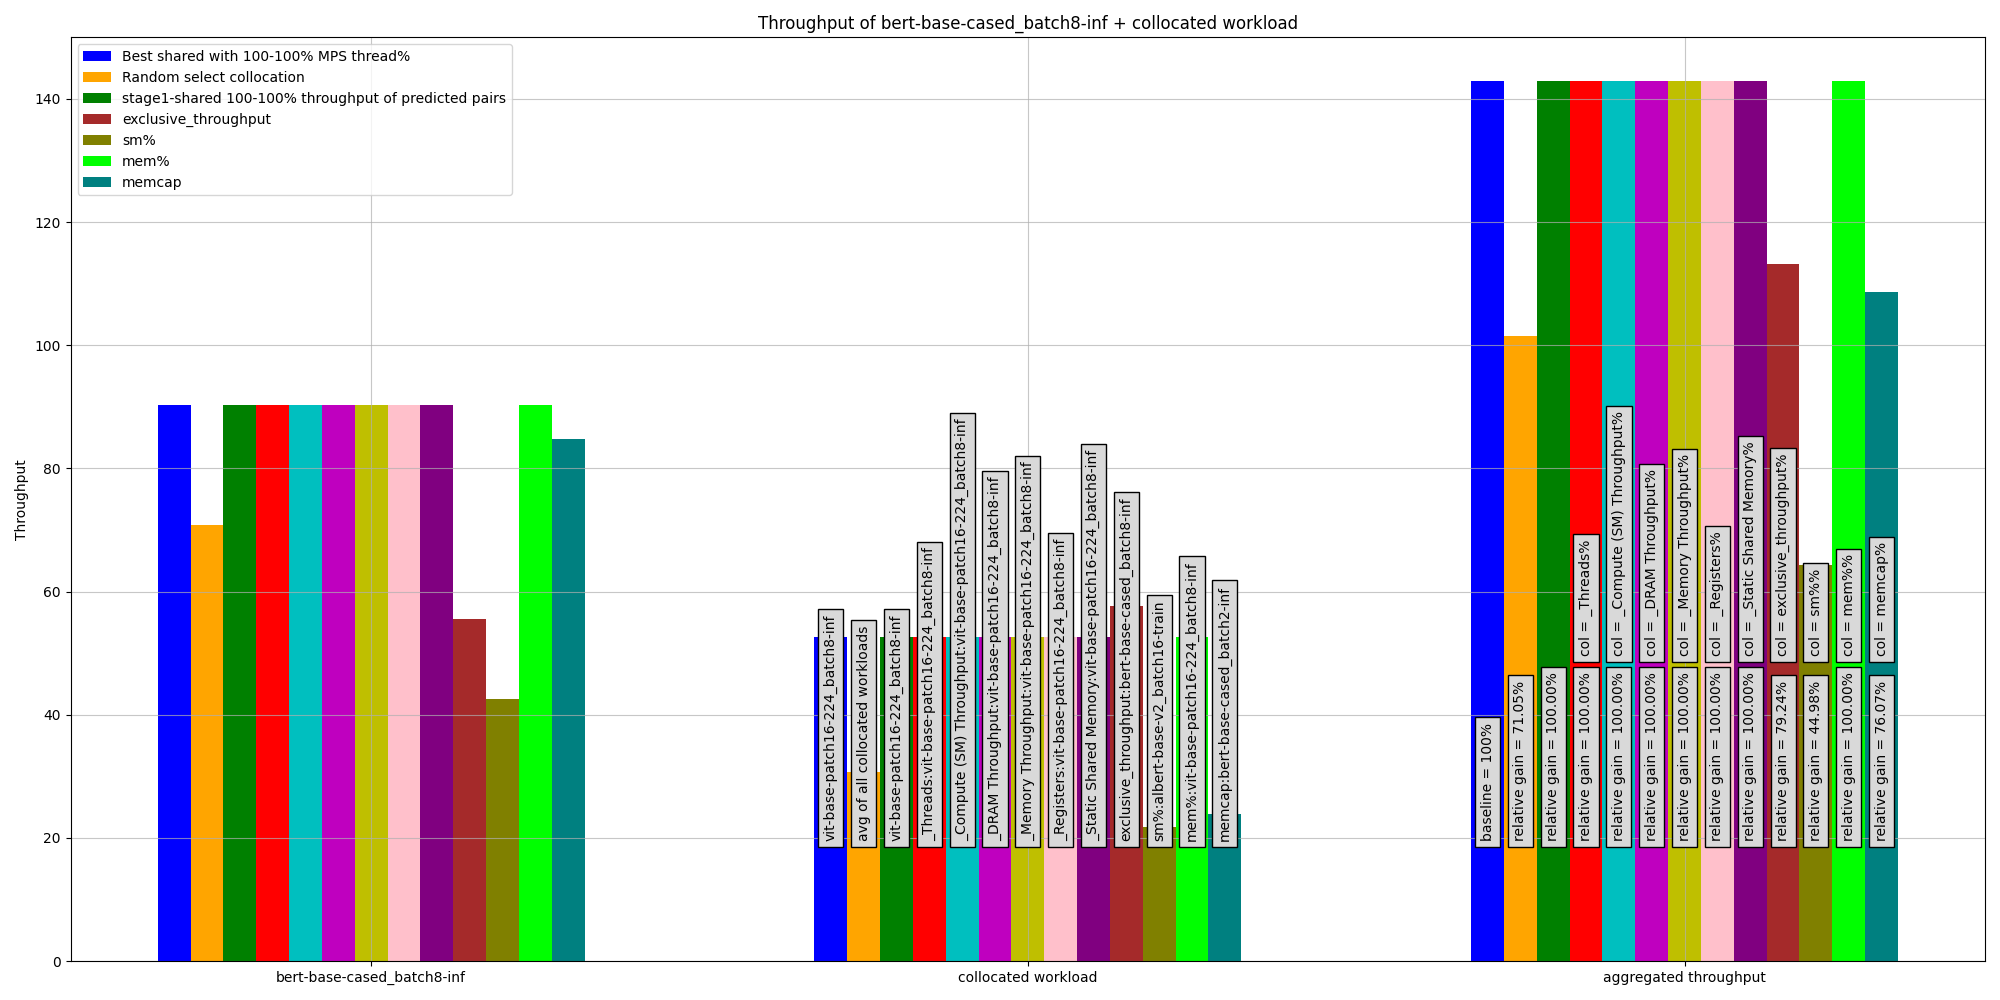 Throughput of bert-base-cased_batch8-inf + collocated workload
Best shared with 100-100% MPS thread%
Random select collocation
stage1-shared 100-100% throughput of predicted pairs
exclusive_throughput
sm%
mem%
memcap
Throughput
140
120
100
80
60
40
20
0
vit-base-patch16-224_batch8-inf
avg of all collocated workloads
vit-base-patch16-224_batch8-inf
_Threads:vit-base-patch16-224_batch8-inf
_Compute (SM) Throughput:vit-base-patch16-224_batch8-inf
_DRAM Throughput:vit-base-patch16-224_batch8-inf
_Memory Throughput:vit-base-patch16-224_batch8-inf
_Registers:vit-base-patch16-224_batch8-inf
_Static Shared Memory:vit-base-patch16-224_batch8-inf
exclusive_throughput:bert-base-cased_batch8-inf
sm%:albert-base-v2_batch16-train
mem%:vit-base-patch16-224_batch8-inf
memcap:bert-base-cased_batch2-inf
col = _Threads%
col = _Compute (SM) Throughput%
col = _DRAM Throughput%
col = _Memory Throughput%
col = _Registers%
col = _Static Shared Memory%
col = exclusive_throughput%
col = sm%%
col = mem%%
col = memcap%
baseline = 100%
relative gain = 71.05%
relative gain = 100.00%
relative gain = 100.00%
relative gain = 100.00%
relative gain = 100.00%
relative gain = 100.00%
relative gain = 100.00%
relative gain = 100.00%
relative gain = 79.24%
relative gain = 44.98%
relative gain = 100.00%
relative gain = 76.07%
bert-base-cased_batch8-inf
collocated workload
aggregated throughput